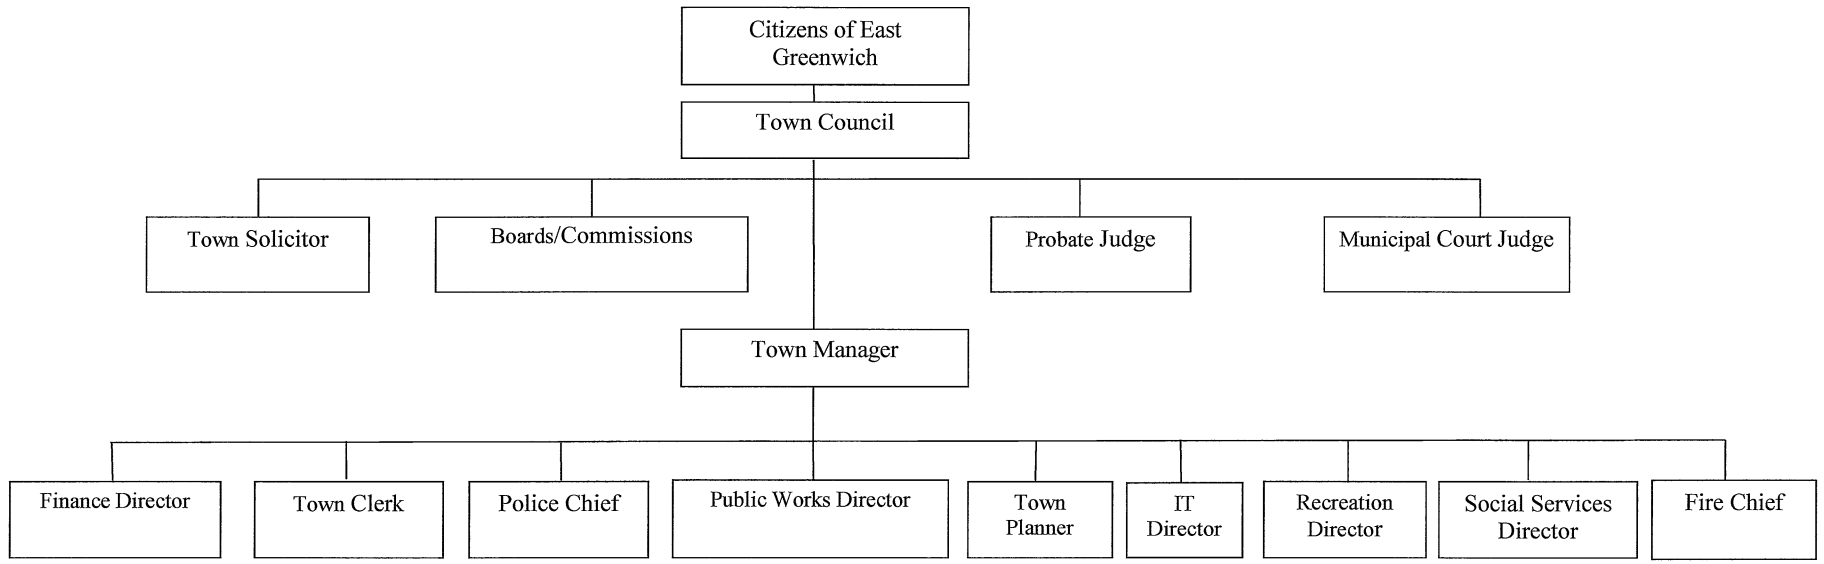 Citizens of East
Greenwich
Town Council
Town Solicitor
Boards/Commissions
Probate Judge
Municipal Court Judge
Town Manager
Finance Director
Town Clerk
Police Chief
Public Works Director
Town
Planner
IT
Director
Recreation
Director
Social Services
Director
Fire Chief